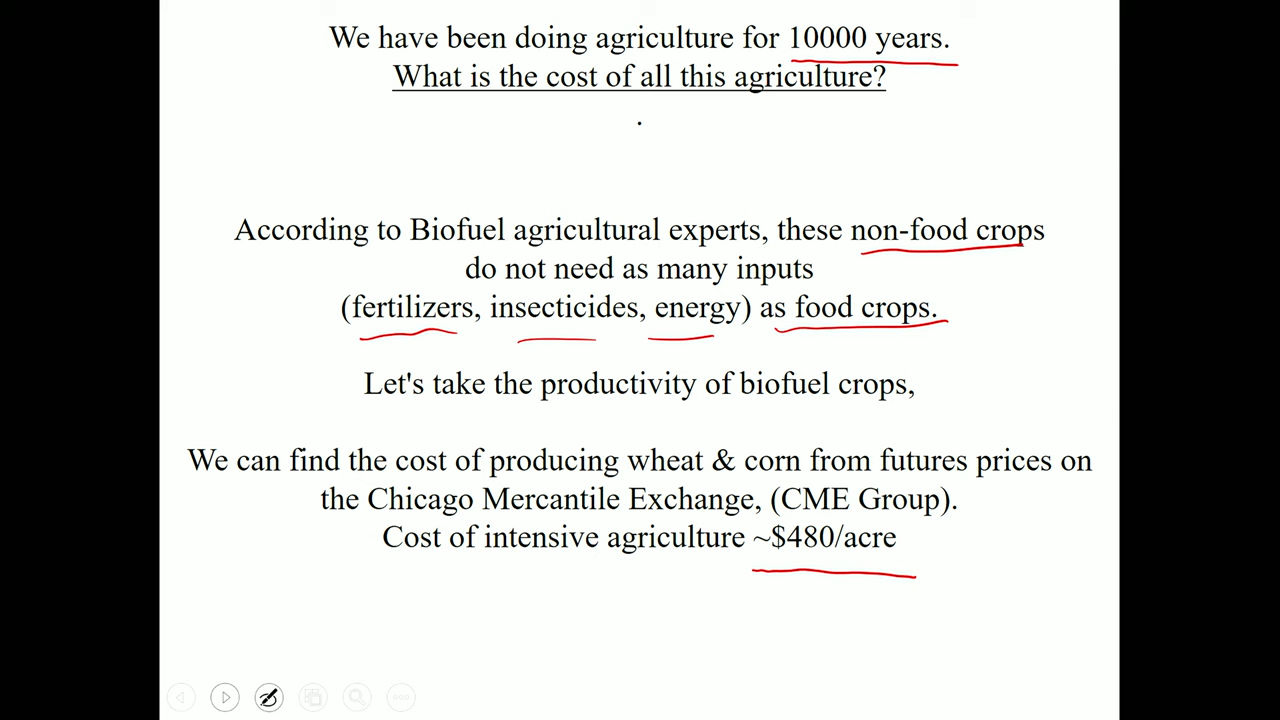 We have been doing agriculture for 10000 years.
What is the cost of all this agriculture?
.
According to Biofuel agricultural experts, these non-food crops
do not need as many inputs
(fertilizers, insecticides, energy) as food crops.
Let's take the productivity of biofuel crops,
We can find the cost of producing wheat & corn from futures prices on
the Chicago Mercantile Exchange, (CME Group).
Cost of intensive agriculture ~$480/acre